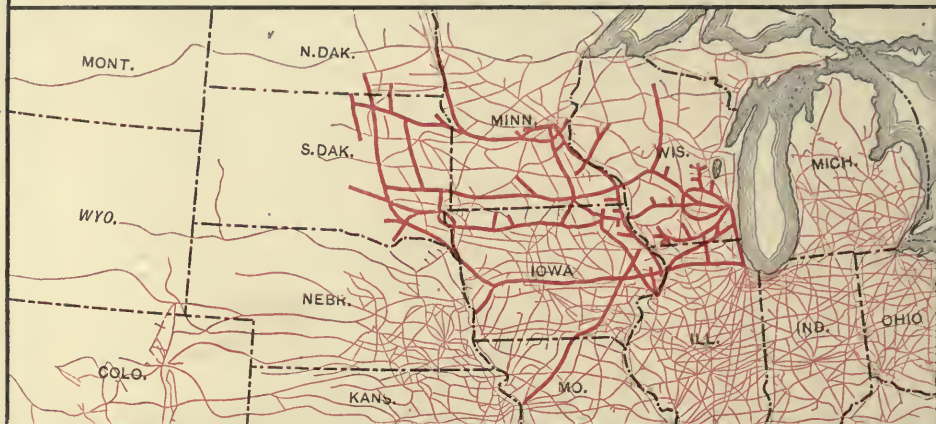 MONT.
N.DAK.
MINN.
S.DAK.
WIS.
MICH.
WYO.
IOWA
NEBR.
ILL.
IND.
OHIO
COLO.
KANS.
MO.